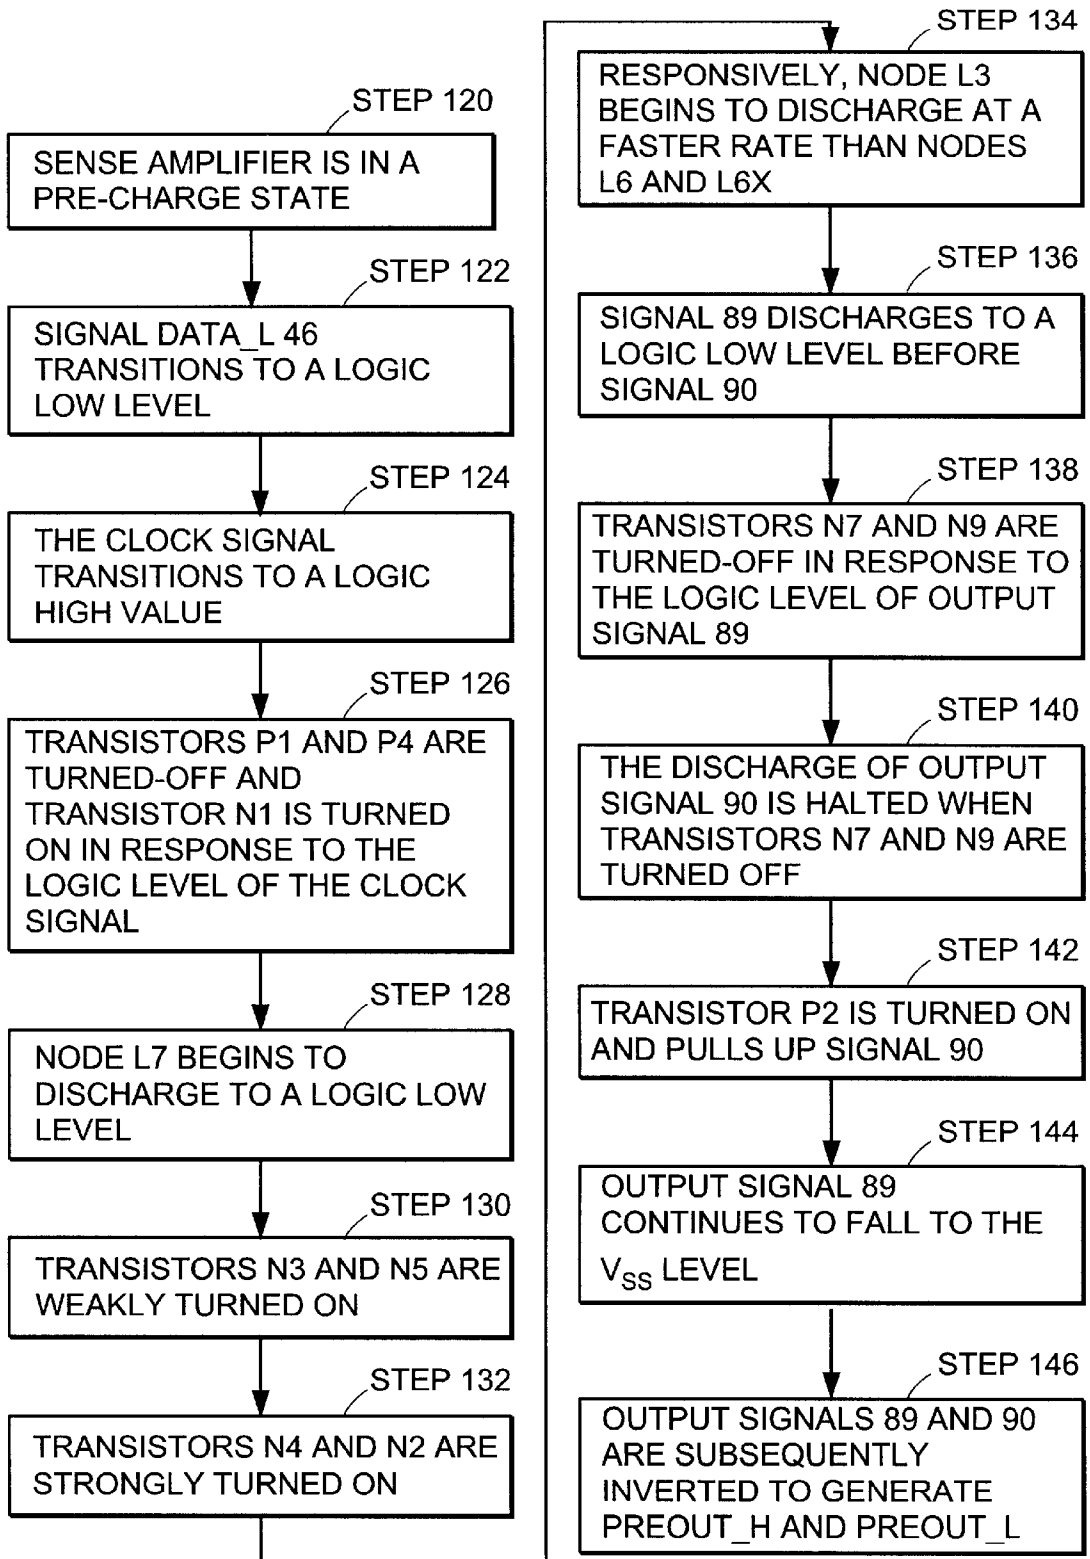 STEP 120
SENSE AMPLIFIER IS IN A
PRE-CHARGE STATE
STEP 122
SIGNAL DATA_L 46
TRANSITIONS TO A LOGIC
LOW LEVEL
STEP 124
THE CLOCK SIGNAL
TRANSITIONS TO A LOGIC
HIGH VALUE
STEP 126
TRANSISTORS P1 AND P4 ARE
TURNED-OFF AND
TRANSISTOR N1 IS TURNED
ON IN RESPONSE TO THE
LOGIC LEVEL OF THE CLOCK
SIGNAL
STEP 128
NODE L7 BEGINS TO
DISCHARGE TO A LOGIC LOW
LEVEL
STEP 130
TRANSISTORS N3 AND N5 ARE
WEAKLY TURNED ON
STEP 132
TRANSISTORS N4 AND N2 ARE
STRONGLY TURNED ON
STEP 134
RESPONSIVELY, NODE L3
BEGINS TO DISCHARGE AT A
FASTER RATE THAN NODES
L6 AND L6X
STEP 136
SIGNAL 89 DISCHARGES TO A
LOGIC LOW LEVEL BEFORE
SIGNAL 90
STEP 138
TRANSISTORS N7 AND N9 ARE
TURNED-OFF IN RESPONSE TO
THE LOGIC LEVEL OF OUTPUT
SIGNAL 89
STEP 140
THE DISCHARGE OF OUTPUT
SIGNAL 90 IS HALTED WHEN
TRANSISTORS N7 AND N9 ARE
TURNED OFF
STEP 142
TRANSISTOR P2 IS TURNED ON
AND PULLS UP SIGNAL 90
STEP 144
OUTPUT SIGNAL 89
CONTINUES TO FALL TO THE
VSS LEVEL
STEP 146
OUTPUT SIGNALS 89 AND 90
ARE SUBSEQUENTLY
INVERTED TO GENERATE
PREOUT_H AND PREOUT_L